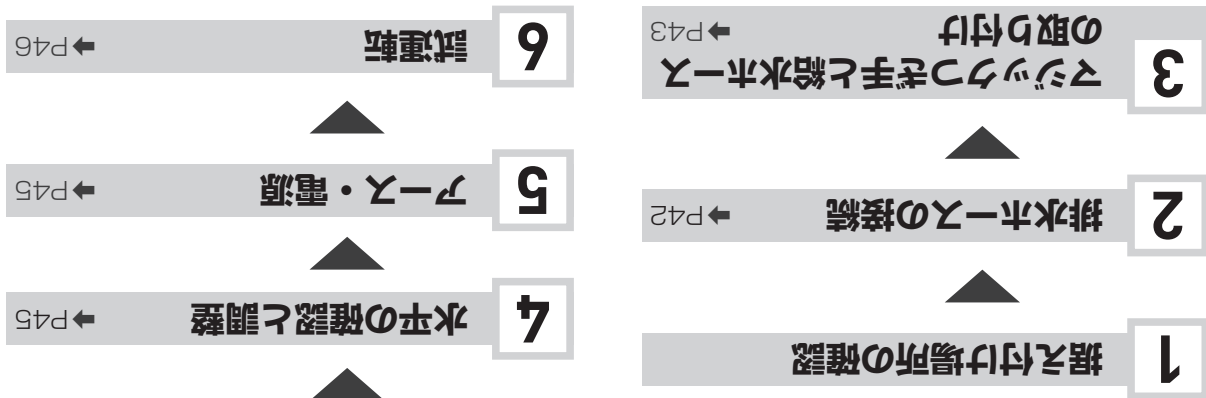 1
据え付け場所の確認
2
排水ホースの接続
➡P42
3
マジックつぎ手と給水ホース
の取り付け
➡P43
4
水平の確認と調整
➡P45
5
アース・電源
➡P45
6
試運転
➡P46